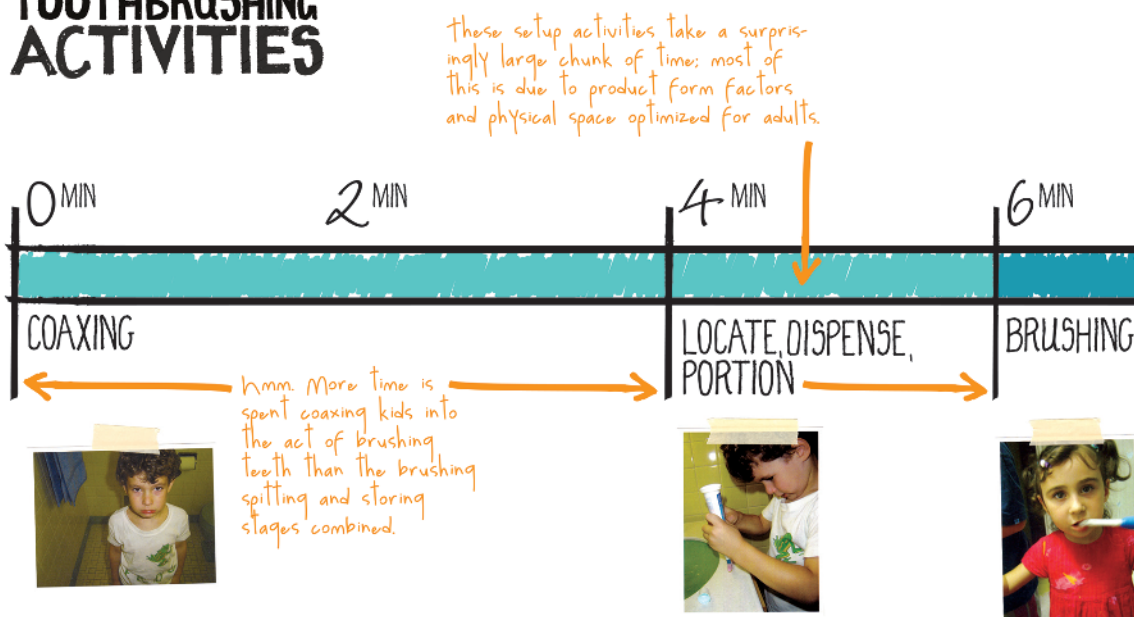 TOOTHBRUSHING
ACTIVITIES
These setup activities take a surpris-
ingly large chunk of time; most of
this is due to product form factors
and physical space optimized for adults.
0 MIN
2 MIN
4 MIN
6 MIN
COAXING
LOCATE, DISPENSE,
PORTION
BRUSHING
hmm. More time is
spent coaxing kids into
the act of brushing
teeth than the brushing
spitting and storing
stages combined.